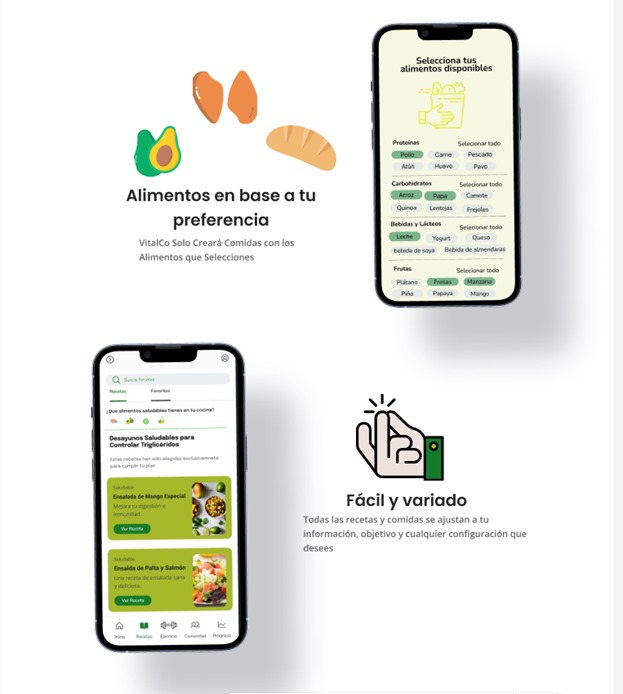 Alimentos en base a tu
preferencia
VitalCo Solo Creará Comidas con los
Alimentos que Selecciones
Selecciona tus
alimentos disponibles
Proteínas Selecionar todo
Pollo Carne Pescado
Atún Huevo Pavo
Carbohidratos Selecionar todo
Arroz Papa Camote
Quinoa Lentejas Frejoles
Bebidas y Lácteos Selecionar todo
Leche Yogurt Queso
bebida de soya Bebida de almendaras
Frutas Selecionar todo
Plátano Fresas Manzana
Piña Papaya Mango
Buscar Recetas
Recetas Favoritos
¿Qué alimentos saludables tienes en tu cocina?
Desayunos Saludables para
Controlar Triglicéridos
Estas recetas han sido elegidas exclusivamnete
para cumplir tu plan
Saludable
Ensalada de Mango Especial
Mejora tu digestión e
inmunidad.
Ver Receta
Saludable
Ensalda de Palta y Salmón
Una receta de ensalada sana
y deliciosa.
Ver Receta
Inicio Recetas Ejercicio Comunidad Progreso
Fácil y variado
Todas las recetas y comidas se ajustan a tu
información, objetivo y cualquier configuración que
desees